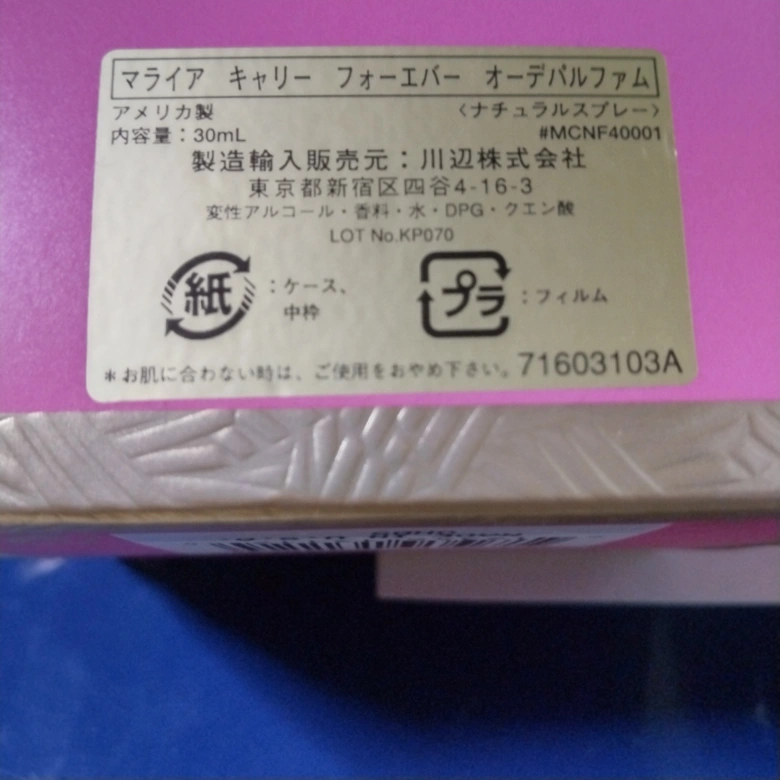 マライア キャリー フォーエバー オーデパルファム
アメリカ製 〈ナチュラルスプレー〉
内容量：30mL #MCNF40001
製造輸入販売元：川辺株式会社
東京都新宿区四谷4-16-3
変性アルコール・香料・水・DPG・クエン酸
LOT No.KP070
紙：ケース、
中枠
プラ：フィルム
＊お肌に合わない時は、ご使用をおやめ下さい。71603103A